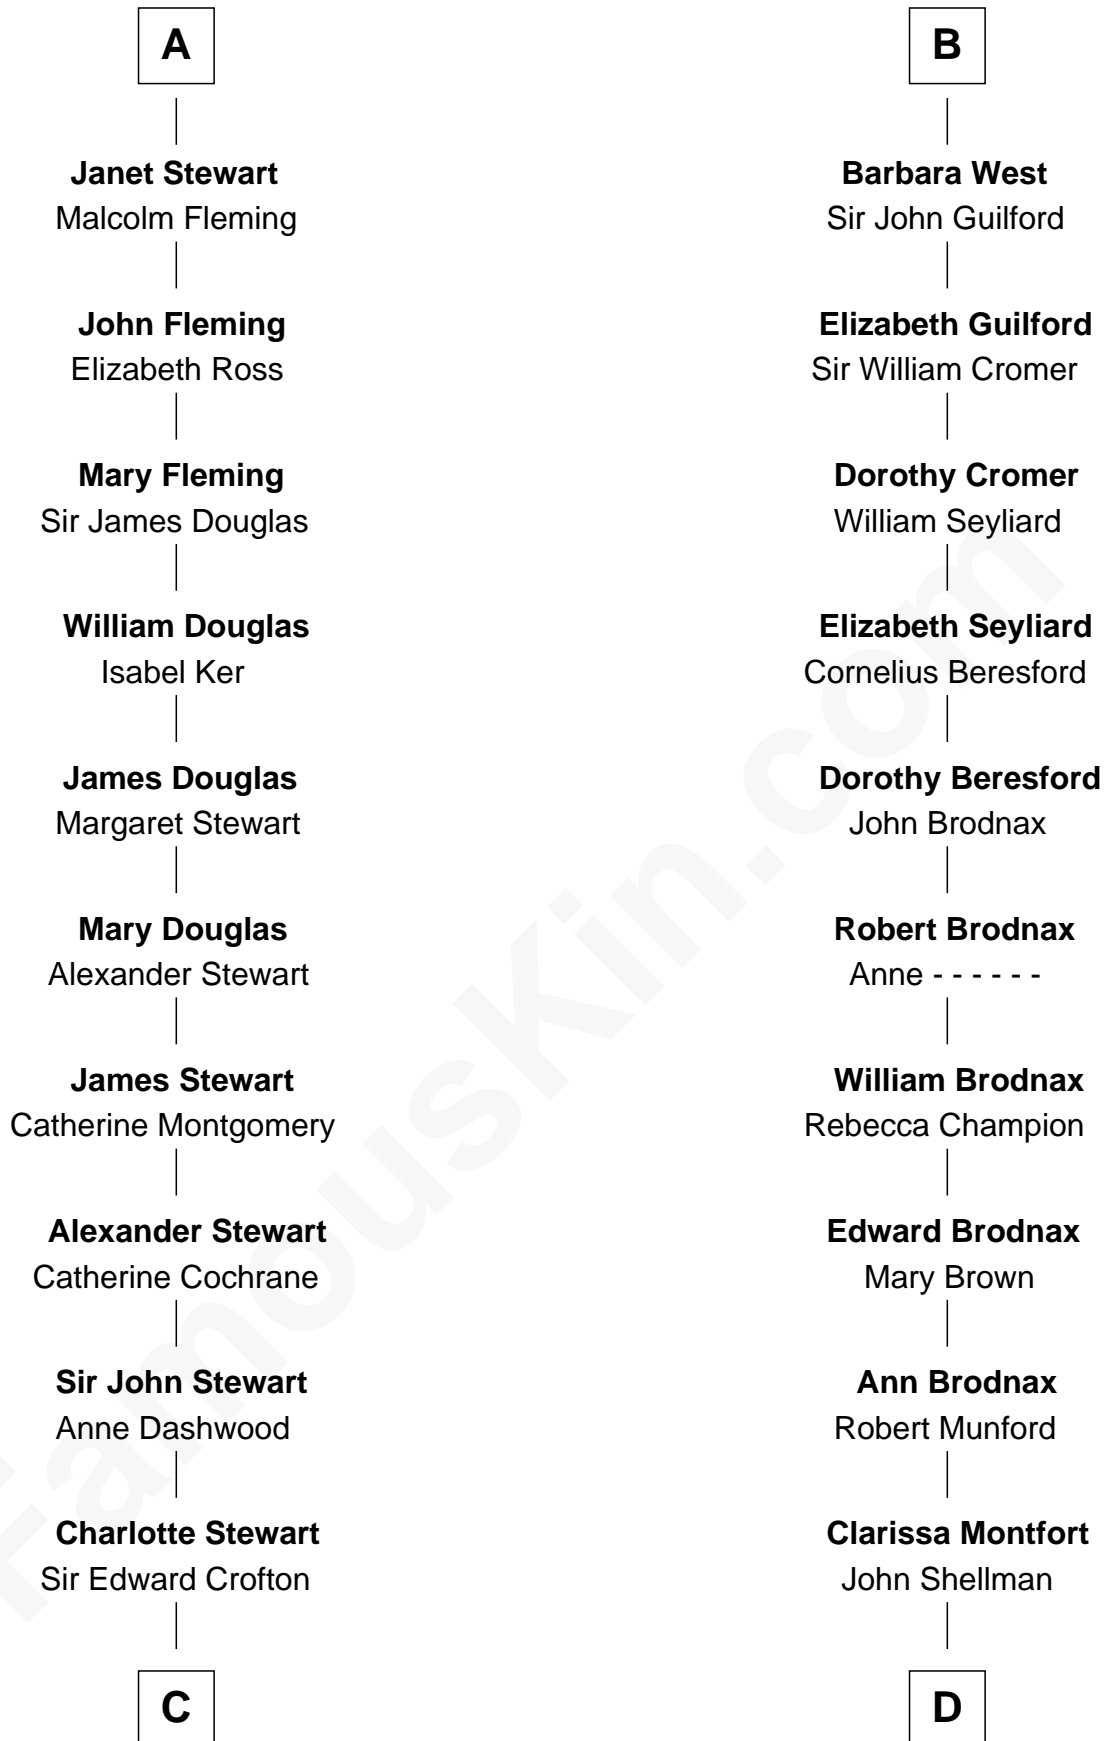 A
B
Janet Stewart
Malcolm Fleming
Barbara West
Sir John Guilford
John Fleming
Elizabeth Ross
Elizabeth Guilford
Sir William Cromer
Mary Fleming
Sir James Douglas
Dorothy Cromer
William Seyliard
William Douglas
Isabel Ker
Elizabeth Seyliard
Cornelius Beresford
James Douglas
Margaret Stewart
Dorothy Beresford
John Brodnax
Mary Douglas
Alexander Stewart
Robert Brodnax
Anne - - - - - -
James Stewart
Catherine Montgomery
William Brodnax
Rebecca Champion
Alexander Stewart
Catherine Cochrane
Edward Brodnax
Mary Brown
Sir John Stewart
Anne Dashwood
Ann Brodnax
Robert Munford
Charlotte Stewart
Sir Edward Crofton
Clarissa Montfort
John Shellman
C
D
FamousKin.com